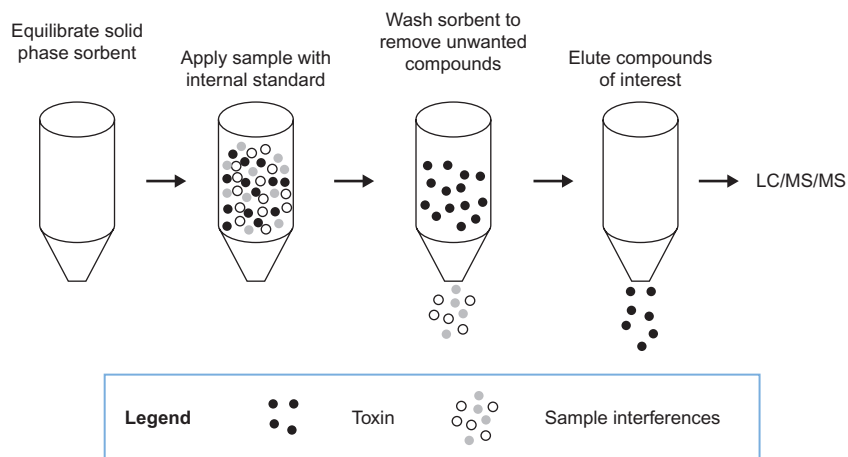 Equilibrate solid
phase sorbent
Apply sample with
internal standard
Wash sorbent to
remove unwanted
compounds
Elute compounds
of interest
LC/MS/MS
Legend
Toxin
Sample interferences